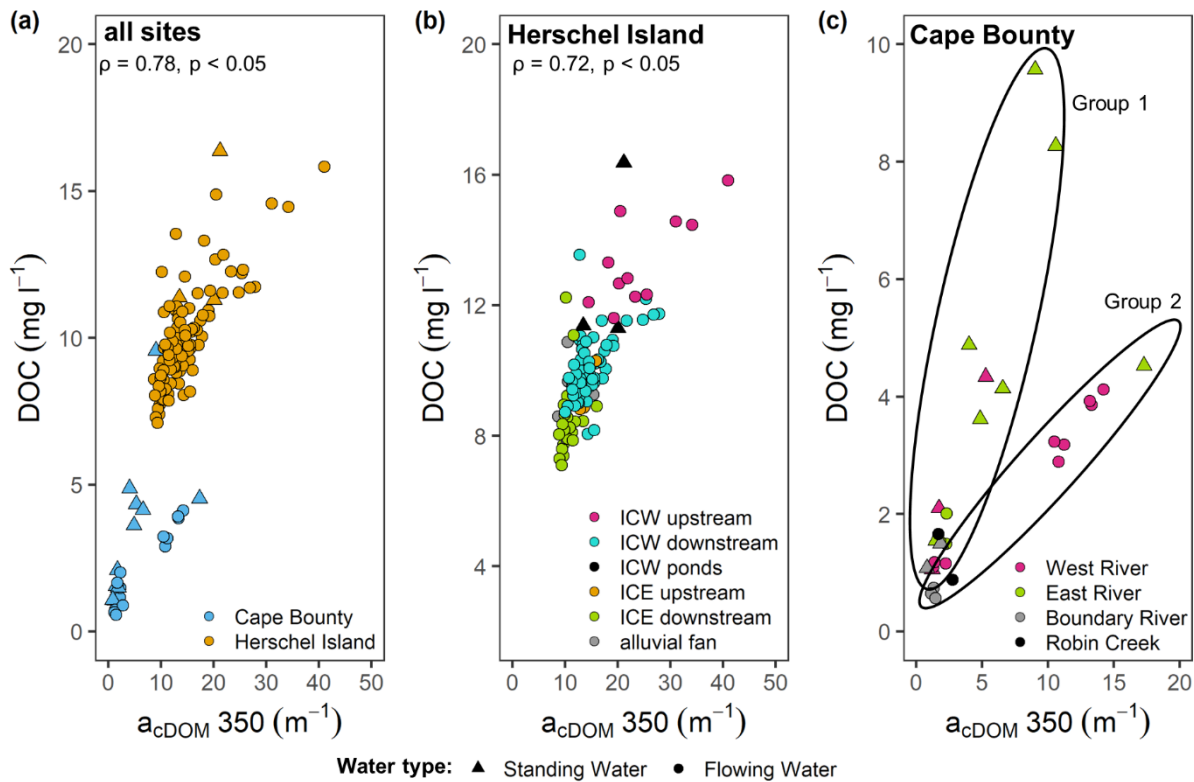 (a)
all sites
ρ = 0.78, p < 0.05
20
15
10
5
0
DOC (mg l⁻¹)
0 10 20 30 40 50
a_cDOM 350 (m⁻¹)
Cape Bounty
Herschel Island
(b)
Herschel Island
ρ = 0.72, p < 0.05
20
16
12
8
4
DOC (mg l⁻¹)
0 10 20 30 40 50
a_cDOM 350 (m⁻¹)
ICW upstream
ICW downstream
ICW ponds
ICE upstream
ICE downstream
alluvial fan
(c)
Cape Bounty
Group 1
Group 2
10
8
6
4
2
0
DOC (mg l⁻¹)
0 5 10 15 20
a_cDOM 350 (m⁻¹)
West River
East River
Boundary River
Robin Creek
Water type: Standing Water Flowing Water